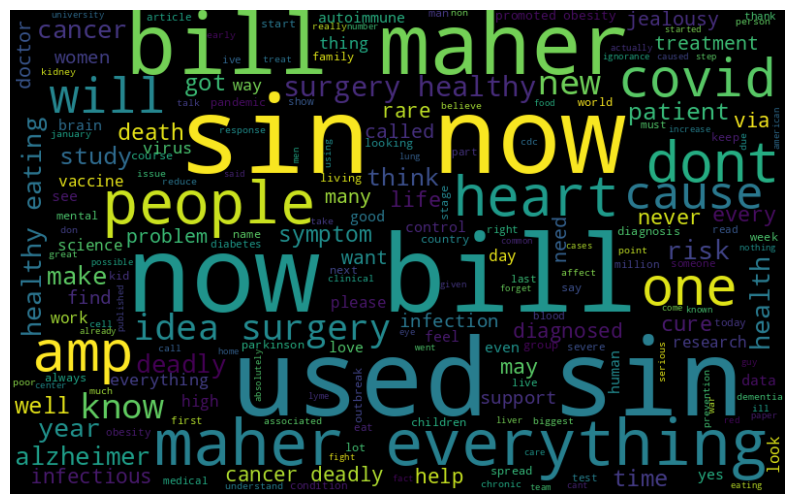 university article autoimmune man non promoted obesity person thank
cancer bill maher start really number thing jealousy started
doctor women early actually treatment
kidney ive treat family ignorance caused step
got way surgery healthy new covid
will talk pandemic show believe food world
brain death response rare patient
january virus called cdc must increase american
study course using looking part via due
issue men lung keep
sin now
vaccine reduce said living think dont
see many stage
people heart cause
healthy eating mental don name take life good never every
science problem control right diagnosis read
great diabetes symptom country need cases week
possible want day last point nothing
make kid next clinical affect million someone risk health
find now bill common say forget
published please eye given blood one come known today
work cell infection cure
already idea surgery feel group diagnosed research
amp call home parkinson love even severe human
deadly went may serious data
poor center always everything absolutely lyme live
much used sin support guy
well know high outbreak children prevention war dementia
year first associated liver biggest ill paper look
obesity eat red
alzheimer maher everything
fight lot care
infectious medical cancer deadly help spread test yes time
understand condition fact chronic team cant eating